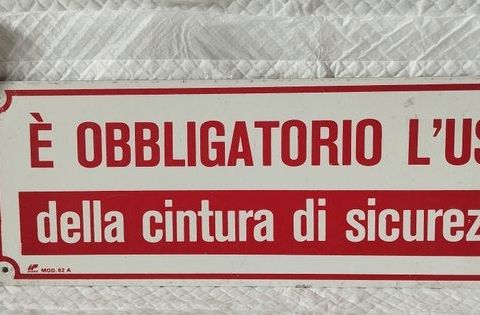 È OBBLIGATORIO L'US
della cintura di sicurez
MOD. 82 A